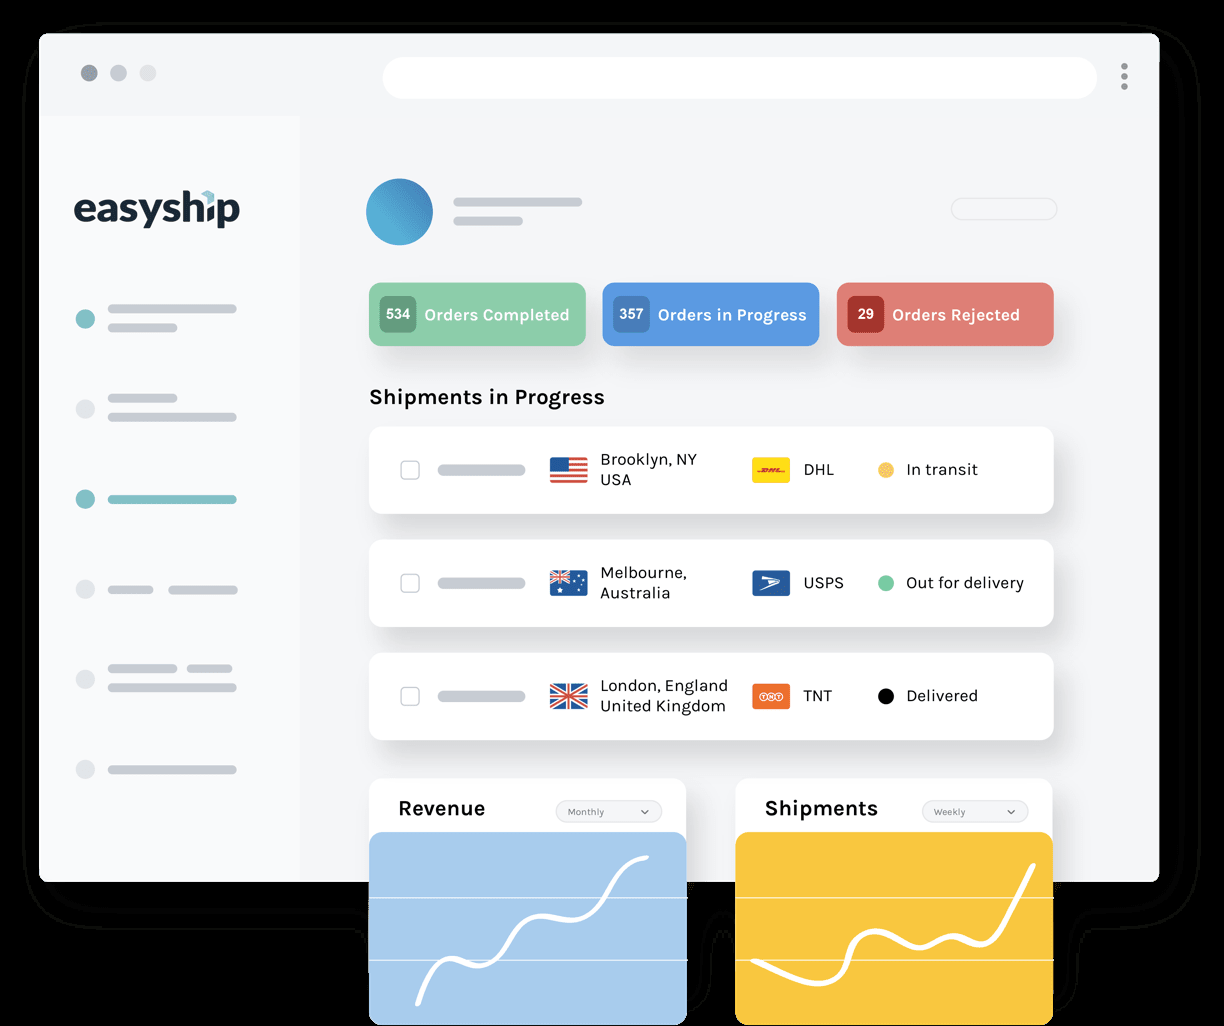 easyship
534 Orders Completed
357 Orders in Progress
29 Orders Rejected
Shipments in Progress
Brooklyn, NY
USA
DHL
DHL
In transit
Melbourne,
Australia
USPS
Out for delivery
London, England
United Kingdom
TNT
TNT
Delivered
Revenue
Monthly
Shipments
Weekly